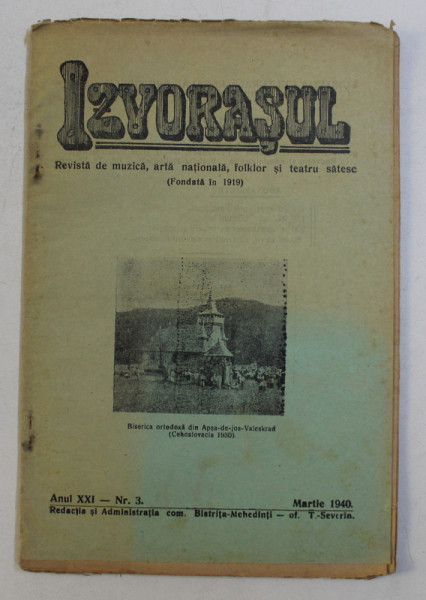 IZVORAŞUL
Revistă de muzică, artă naţională, folklor şi teatru sătesc
(Fondată în 1919)
Biserica ortodoxă din Apşa-de-jos-Valeskrad
(Cekoslovacia 1930)
Anul XXI — Nr. 3. Martie 1940.
Redacţia şi Administraţia com. Bistriţa-Mehedinţi — of. T.-Severin.